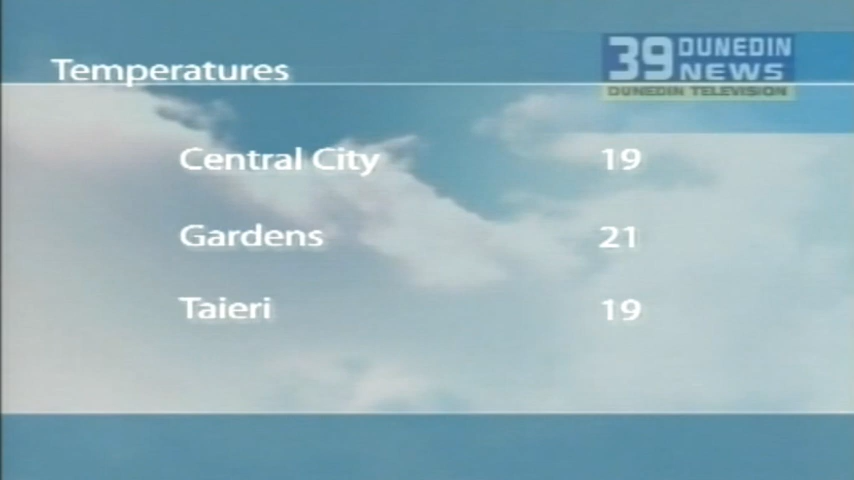 Temperatures
39 DUNEDIN NEWS
DUNEDIN TELEVISION
Central City 19
Gardens 21
Taieri 19